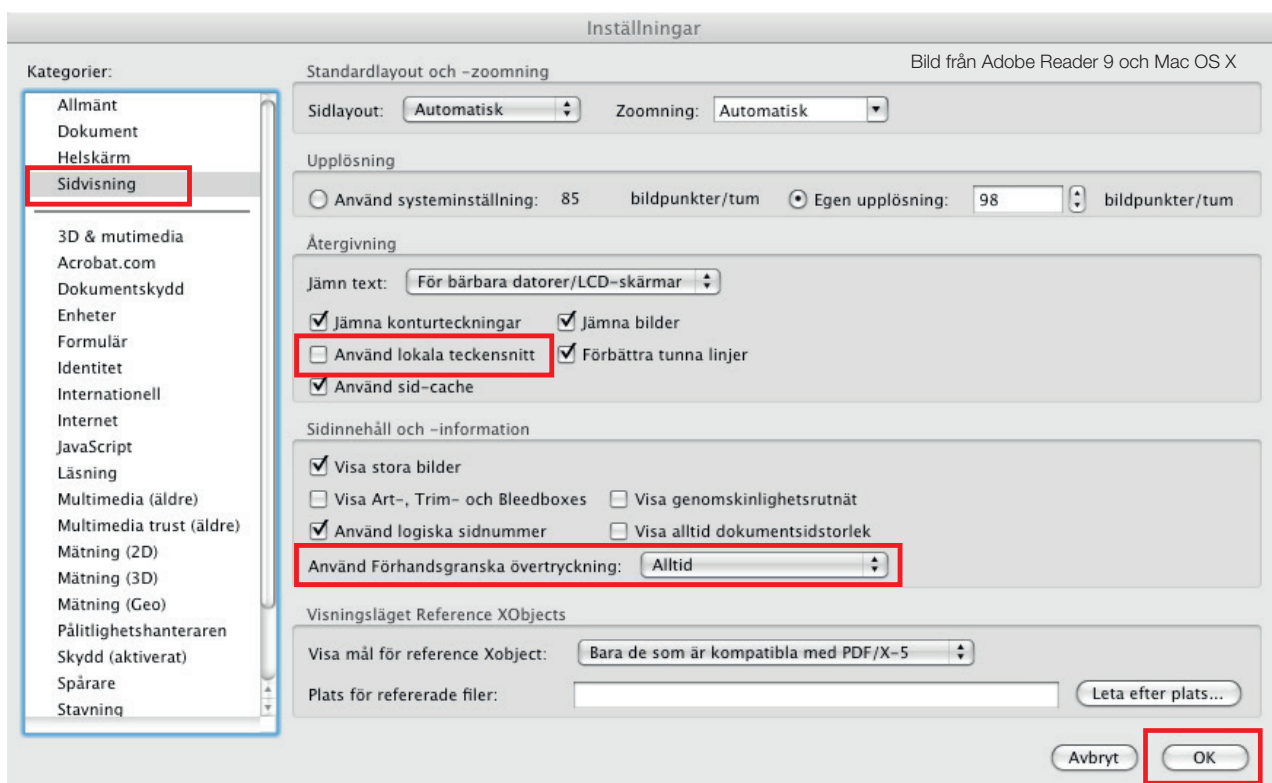 Inställningar
Bild från Adobe Reader 9 och Mac OS X
Kategorier:
Allmänt
Dokument
Helskärm
Sidvisning
3D & mutimedia
Acrobat.com
Dokumentskydd
Enheter
Formulär
Identitet
Internationell
Internet
JavaScript
Läsning
Multimedia (äldre)
Multimedia trust (äldre)
Mätning (2D)
Mätning (3D)
Mätning (Geo)
Pålitlighetshanteraren
Skydd (aktiverat)
Spårare
Stavning
Standardlayout och –zoomning
Sidlayout: Automatisk Zoomning: Automatisk
Upplösning
Använd systeminställning: 85 bildpunkter/tum Egen upplösning: 98 bildpunkter/tum
Återgivning
Jämn text: För bärbara datorer/LCD–skärmar
Jämna konturteckningar Jämna bilder
Använd lokala teckensnitt Förbättra tunna linjer
Använd sid–cache
Sidinnehåll och –information
Visa stora bilder
Visa Art–, Trim– och Bleedboxes Visa genomskinlighetsrutnät
Använd logiska sidnummer Visa alltid dokumentsidstorlek
Använd Förhandsgranska övertryckning: Alltid
Visningsläget Reference XObjects
Visa mål för reference Xobject: Bara de som är kompatibla med PDF/X–5
Plats för refererade filer: Leta efter plats...
Avbryt OK